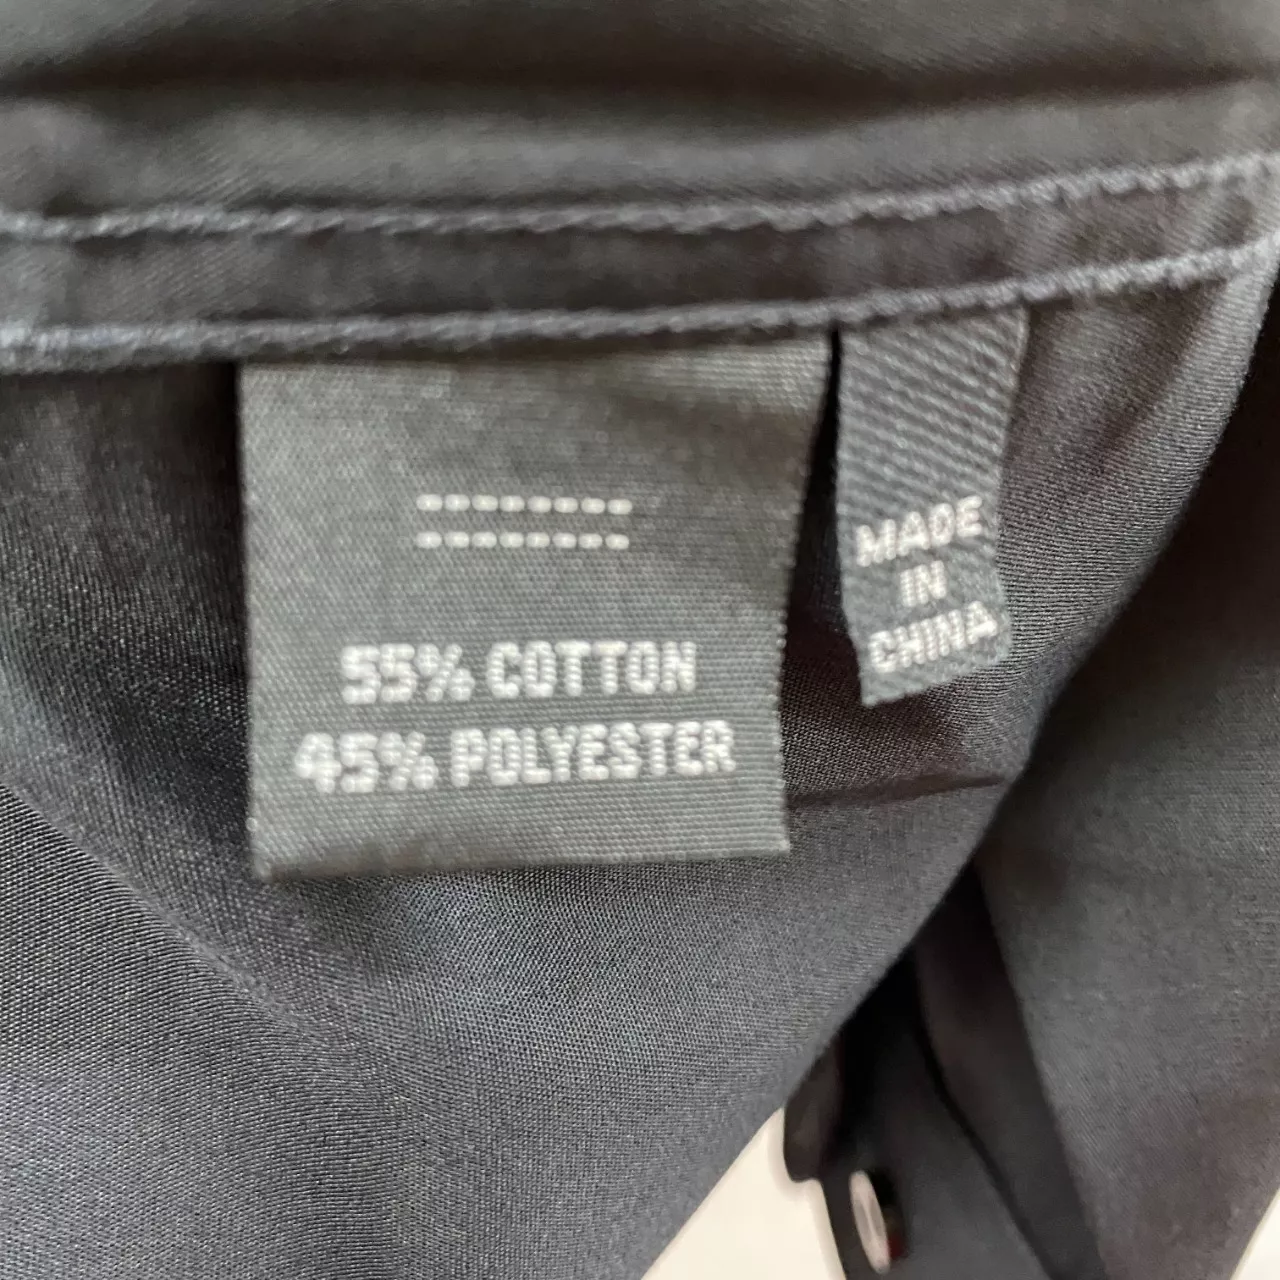 55% COTTON
45% POLYESTER
MADE
IN
CHINA